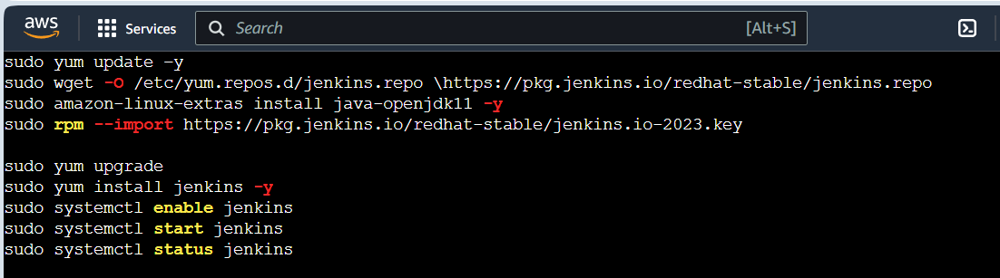 aws Services Search [Alt+S]
sudo yum update –y
sudo wget -O /etc/yum.repos.d/jenkins.repo \https://pkg.jenkins.io/redhat-stable/jenkins.repo
sudo amazon-linux-extras install java-openjdk11 -y
sudo rpm --import https://pkg.jenkins.io/redhat-stable/jenkins.io-2023.key
sudo yum upgrade
sudo yum install jenkins -y
sudo systemctl enable jenkins
sudo systemctl start jenkins
sudo systemctl status jenkins